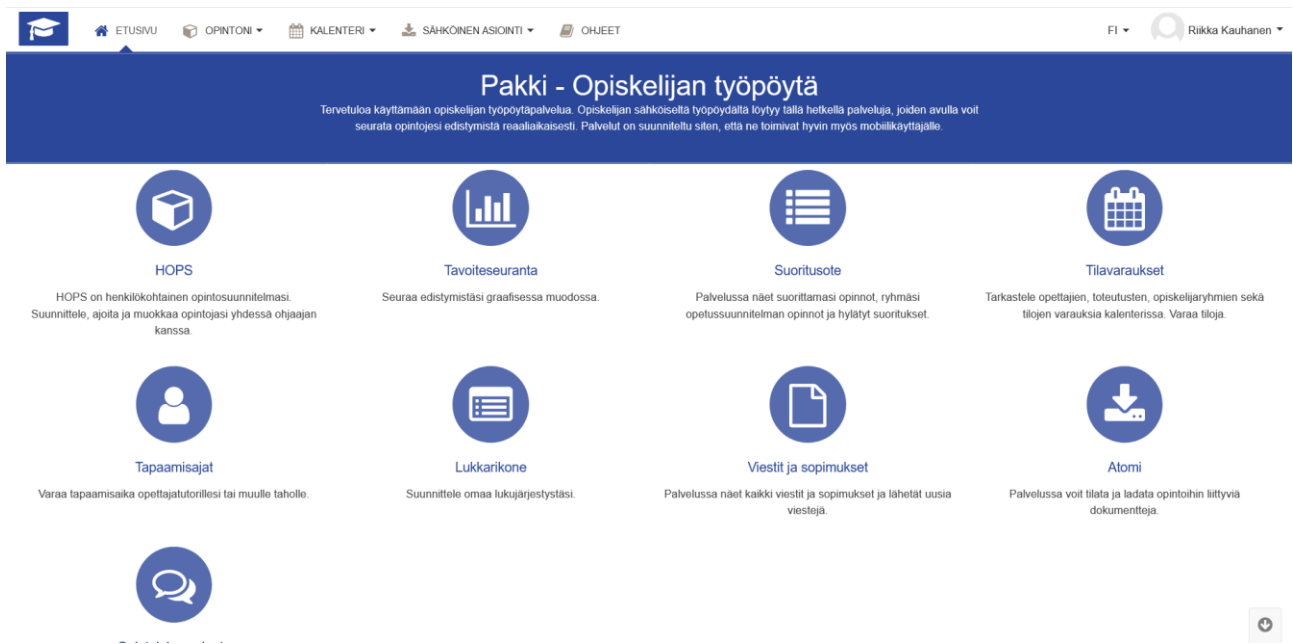 ETUSIVU OPINTONI KALENTERI SÄHKÖINEN ASIOINTI OHJEET FI Riikka Kauhanen
Pakki - Opiskelijan työpöytä
Tervetuloa käyttämään opiskelijan työpöytäpalvelua. Opiskelijan sähköiseltä työpöydältä löytyy tällä hetkellä palveluja, joiden avulla voit
seurata opintojesi edistymistä reaaliaikaisesti. Palvelut on suunniteltu siten, että ne toimivat hyvin myös mobiilikäyttäjälle.
HOPS
HOPS on henkilökohtainen opintosuunnitelmasi.
Suunnittele, ajoita ja muokkaa opintojasi yhdessä ohjaajan
kanssa.
Tavoiteseuranta
Seuraa edistymistäsi graafisessa muodossa.
Suoritusote
Palvelussa näet suorittamasi opinnot, ryhmäsi
opetussuunnitelman opinnot ja hylätyt suoritukset.
Tilavaraukset
Tarkastele opettajien, toteutusten, opiskelijaryhmien sekä
tilojen varauksia kalenterissa. Varaa tiloja.
Tapaamisajat
Varaa tapaamisaika opettajatutorillesi tai muulle taholle.
Lukkarikone
Suunnittele omaa lukujärjestystäsi.
Viestit ja sopimukset
Palvelussa näet kaikki viestit ja sopimukset ja lähetät uusia
viestejä.
Atomi
Palvelussa voit tilata ja ladata opintoihin liittyviä
dokumentteja.